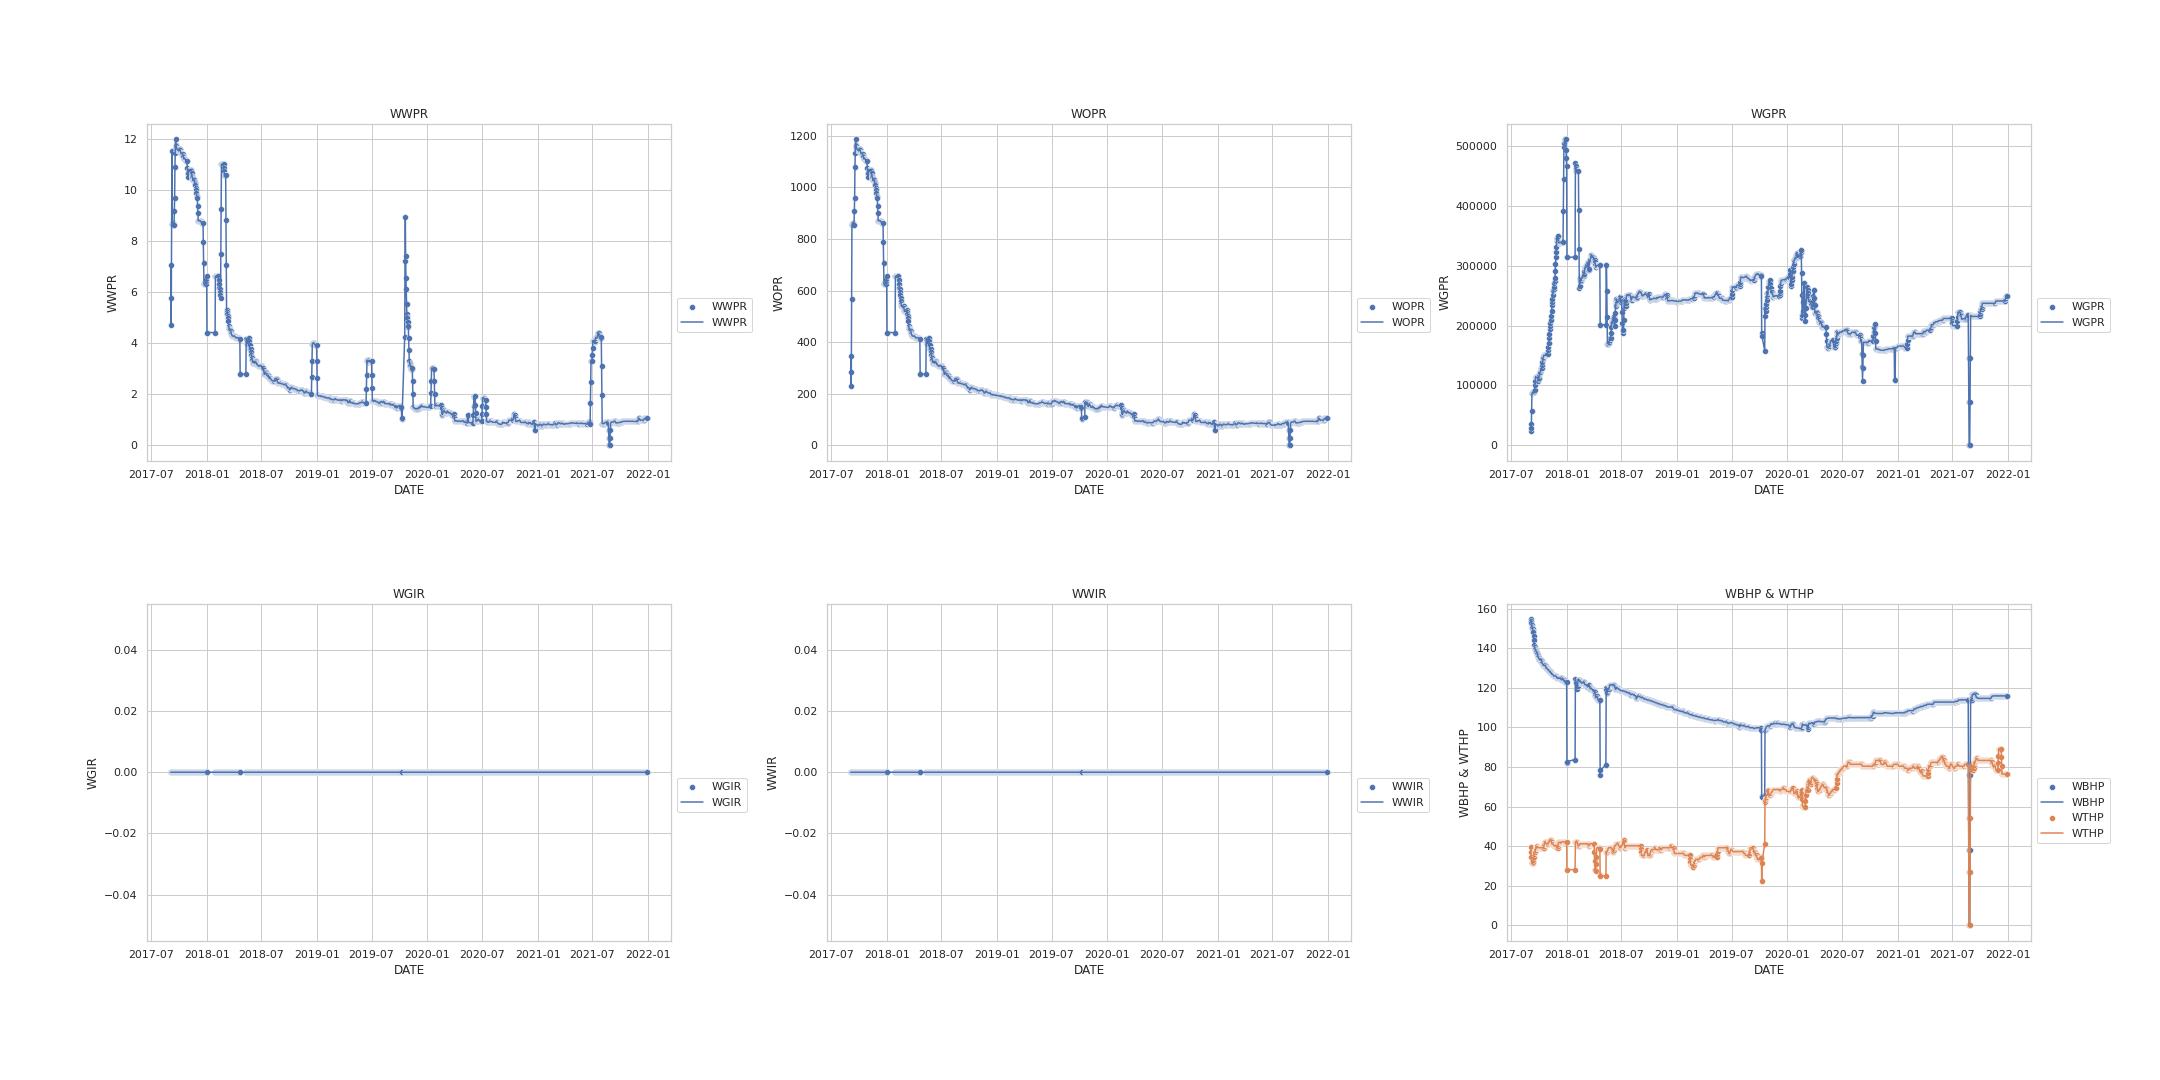 WWPR
WWPR
12
10
8
6
4
2
0
2017-07 2018-01 2018-07 2019-01 2019-07 2020-01 2020-07 2021-01 2021-07 2022-01
DATE
WWPR
WWPR
WOPR
WOPR
1200
1000
800
600
400
200
0
2017-07 2018-01 2018-07 2019-01 2019-07 2020-01 2020-07 2021-01 2021-07 2022-01
DATE
WOPR
WOPR
WGPR
WGPR
500000
400000
300000
200000
100000
0
2017-07 2018-01 2018-07 2019-01 2019-07 2020-01 2020-07 2021-01 2021-07 2022-01
DATE
WGPR
WGPR
WGIR
WGIR
0.04
0.02
0.00
−0.02
−0.04
2017-07 2018-01 2018-07 2019-01 2019-07 2020-01 2020-07 2021-01 2021-07 2022-01
DATE
WGIR
WGIR
WWIR
WWIR
0.04
0.02
0.00
−0.02
−0.04
2017-07 2018-01 2018-07 2019-01 2019-07 2020-01 2020-07 2021-01 2021-07 2022-01
DATE
WWIR
WWIR
WBHP & WTHP
WBHP & WTHP
160
140
120
100
80
60
40
20
0
2017-07 2018-01 2018-07 2019-01 2019-07 2020-01 2020-07 2021-01 2021-07 2022-01
DATE
WBHP
WBHP
WTHP
WTHP